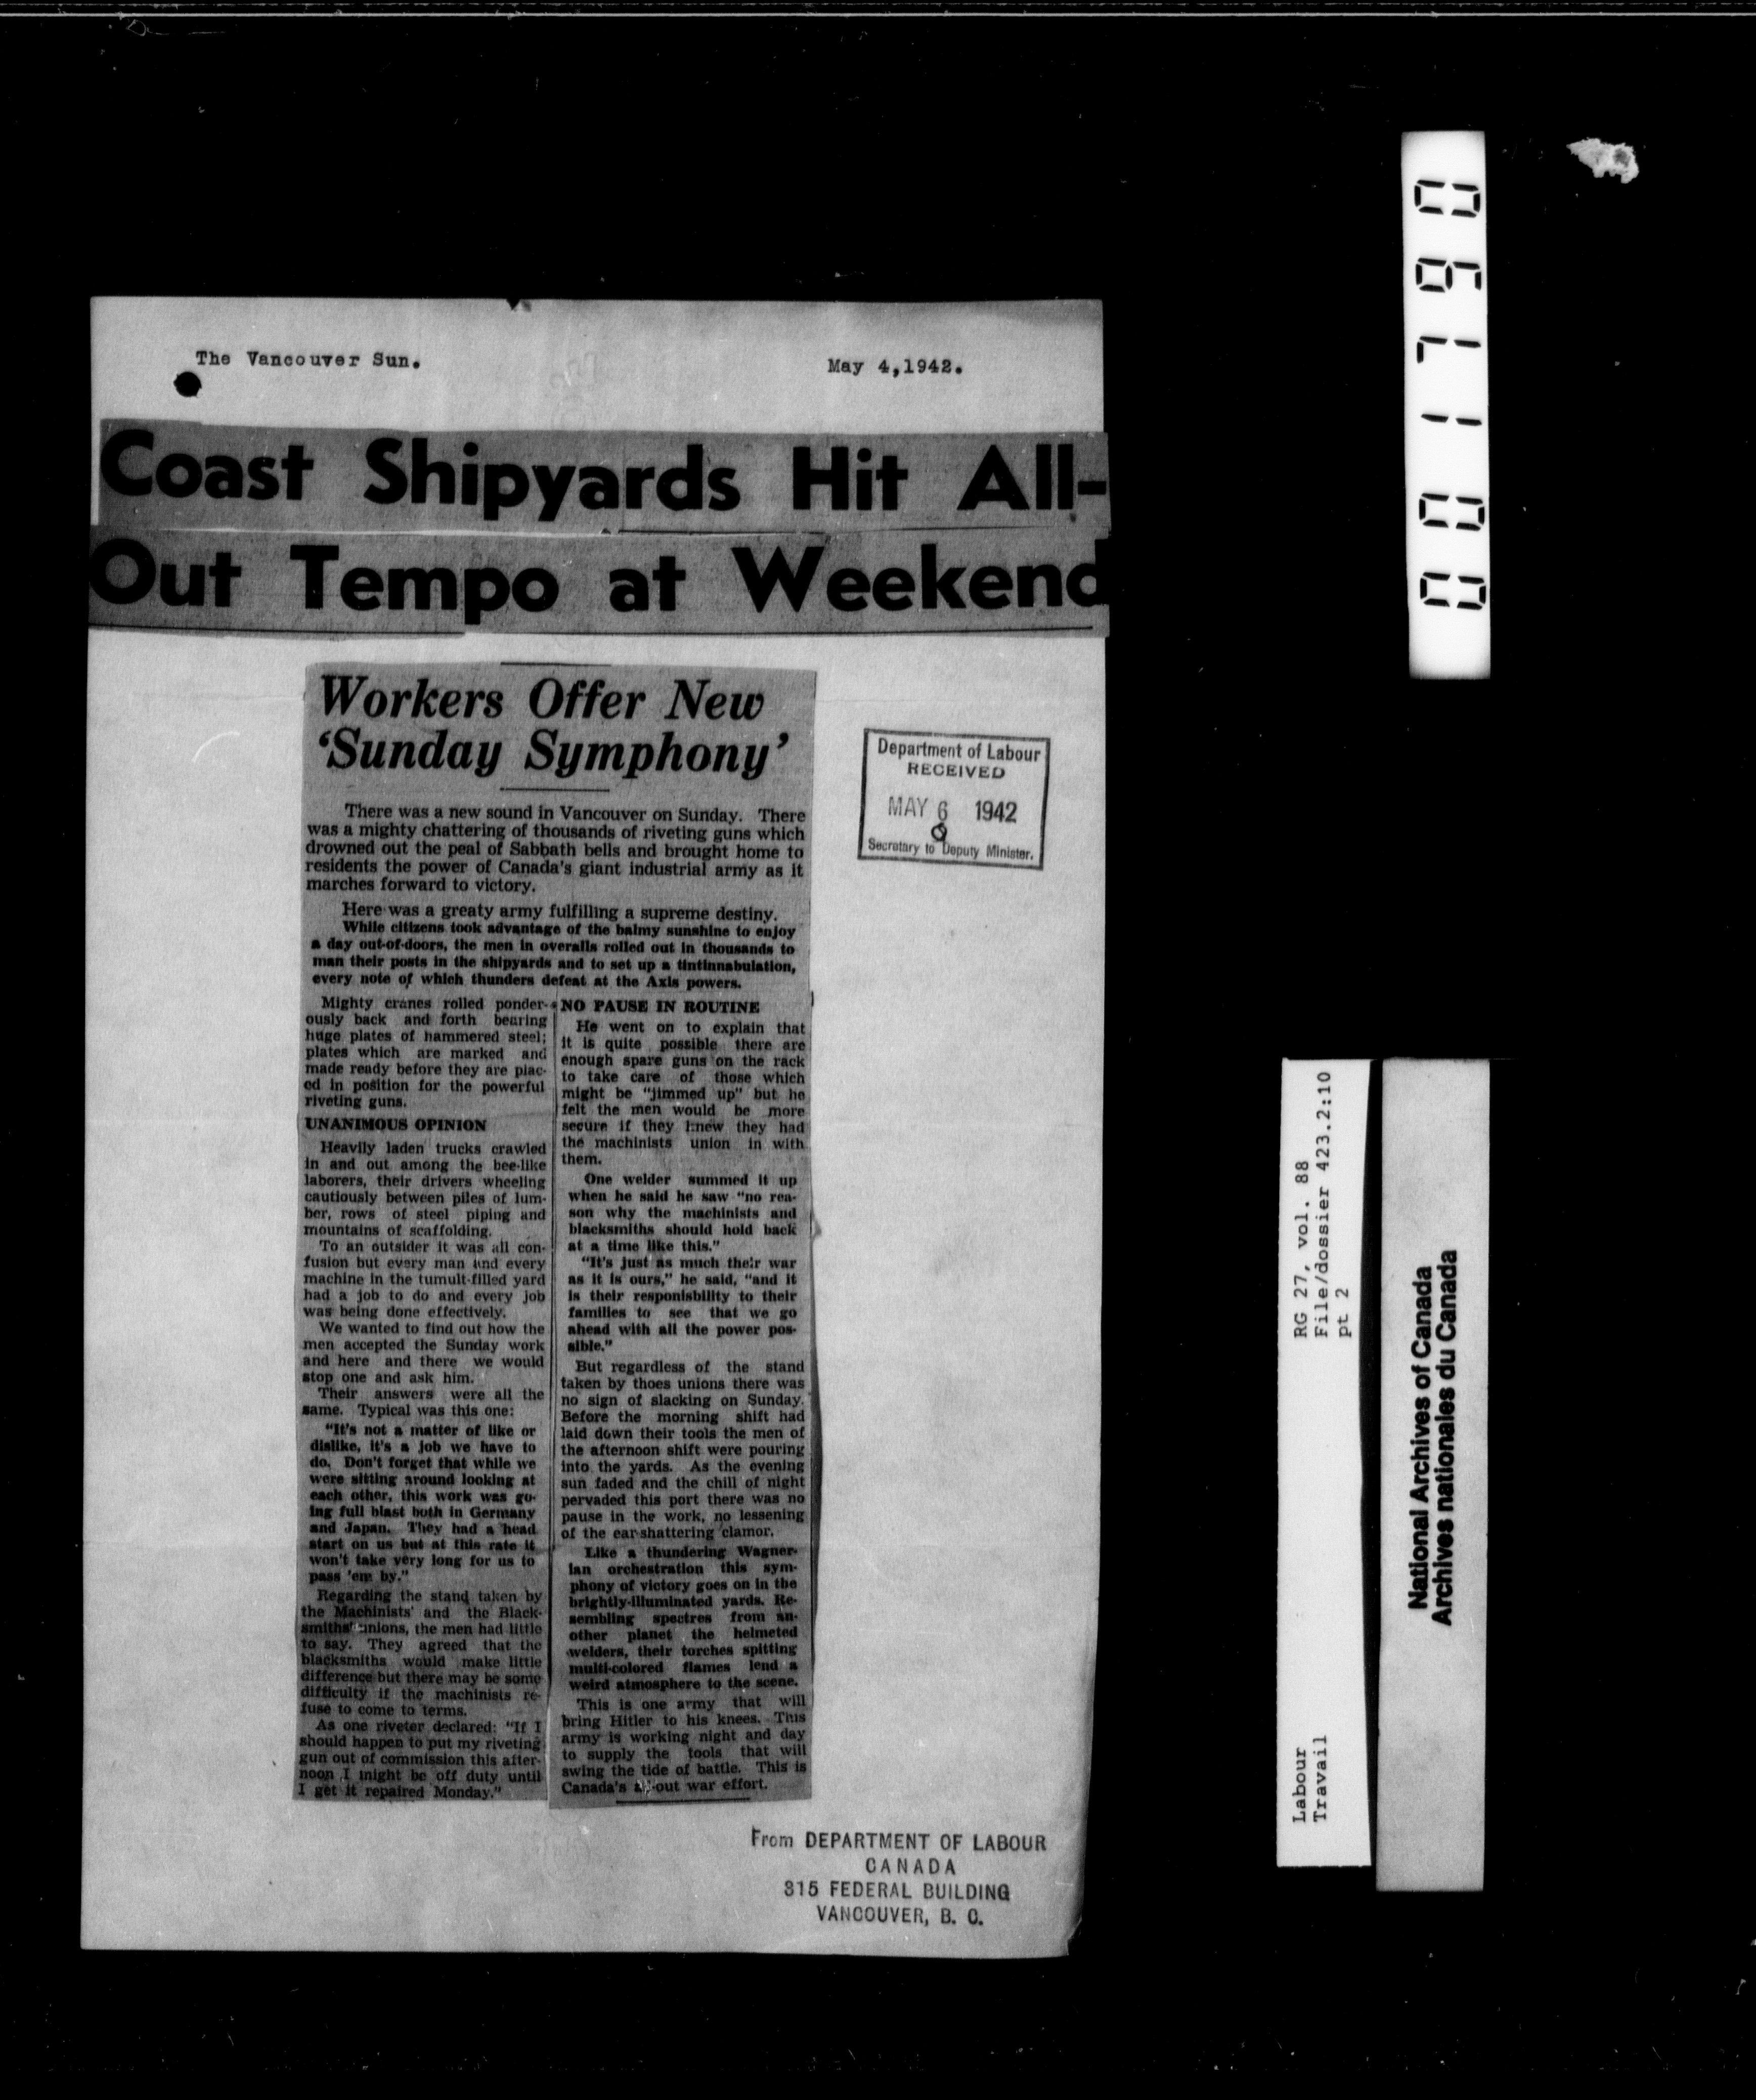 The Vancouver Sun.
May 4,1942.
Coast Shipyards Hit All-
Out Tempo at Weekend
Workers Offer New
‘Sunday Symphony’
There was a new sound in Vancouver on Sunday. There
was a mighty chattering of thousands of riveting guns which
drowned out the peal of Sabbath bells and brought home to
residents the power of Canada's giant industrial army as it
marches forward to victory.
Here was a greaty army fulfilling a supreme destiny.
While citizens took advantage of the balmy sunshine to enjoy
a day out-of-doors, the men in overalls rolled out in thousands to
man their posts in the shipyards and to set up a tintinnabulation,
every note of which thunders defeat at the Axis powers.
Mighty cranes rolled ponder-
ously back and forth bearing
huge plates of hammered steel;
plates which are marked and
made ready before they are plac-
ed in position for the powerful
riveting guns.
UNANIMOUS OPINION
Heavily laden trucks crawled
in and out among the bee-like
laborers, their drivers wheeling
cautiously between piles of lum-
ber, rows of steel piping and
mountains of scaffolding.
To an outsider it was all con-
fusion but every man and every
machine in the tumult-filled yard
had a job to do and every job
was being done effectively.
We wanted to find out how the
men accepted the Sunday work
and here and there we would
stop one and ask him.
Their answers were all the
same. Typical was this one:
"It's not a matter of like or
dislike, it's a job we have to
do. Don't forget that while we
were sitting around looking at
each other, this work was go-
ing full blast both in Germany
and Japan. They had a head
start on us but at this rate it
won't take very long for us to
pass 'em by."
Regarding the stand taken by
the Machinists' and the Black-
smiths' unions, the men had little
to say. They agreed that the
blacksmiths would make little
difference but there may be some
difficulty if the machinists re-
fuse to come to terms.
As one riveter declared: "If I
should happen to put my riveting
gun out of commission this after-
noon I might be off duty until
I get it repaired Monday."
NO PAUSE IN ROUTINE
He went on to explain that
it is quite possible there are
enough spare guns on the rack
to take care of those which
might be "jimmed up" but he
felt the men would be more
secure if they knew they had
the machinists union in with
them.
One welder summed it up
when he said he saw "no rea-
son why the machinists and
blacksmiths should hold back
at a time like this."
"It's just as much their war
as it is ours," he said, "and it
is their responisbility to their
families to see that we go
ahead with all the power pos-
sible."
But regardless of the stand
taken by thoes unions there was
no sign of slacking on Sunday.
Before the morning shift had
laid down their tools the men of
the afternoon shift were pouring
into the yards. As the evening
sun faded and the chill of night
pervaded this port there was no
pause in the work, no lessening
of the ear-shattering clamor.
Like a thundering Wagner-
ian orchestration this sym-
phony of victory goes on in the
brightly-illuminated yards. Re-
sembling spectres from an-
other planet the helmeted
welders, their torches spitting
multi-colored flames lend a
weird atmosphere to the scene.
This is one army that will
bring Hitler to his knees. This
army is working night and day
to supply the tools that will
swing the tide of battle. This is
Canada's all-out war effort.
Department of Labour
RECEIVED
MAY 6 1942
Secretary to Deputy Minister.
From DEPARTMENT OF LABOUR
CANADA
315 FEDERAL BUILDING
VANCOUVER, B. C.
001760
Labour
Travail
RG 27, vol. 88
File/dossier 423.2:10
pt 2
National Archives of Canada
Archives nationales du Canada